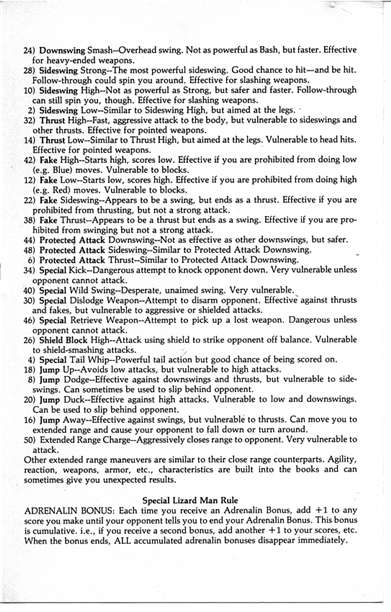 24) Downswing Smash--Overhead swing. Not as powerful as Bash, but faster. Effective
for heavy-ended weapons.
28) Sideswing Strong--The most powerful sideswing. Good chance to hit—and be hit.
Follow-through could spin you around. Effective for slashing weapons.
10) Sideswing High--Not as powerful as Strong, but safer and faster. Follow-through
can still spin you, though. Effective for slashing weapons.
2) Sideswing Low--Similar to Sideswing High, but aimed at the legs.
32) Thrust High--Fast, aggressive attack to the body, but vulnerable to sideswings and
other thrusts. Effective for pointed weapons.
14) Thrust Low--Similar to Thrust High, but aimed at the legs. Vulnerable to head hits.
Effective for pointed weapons.
42) Fake High--Starts high, scores low. Effective if you are prohibited from doing low
(e.g. Blue) moves. Vulnerable to blocks.
12) Fake Low--Starts low, scores high. Effective if you are prohibited from doing high
(e.g. Red) moves. Vulnerable to blocks.
22) Fake Sideswing--Appears to be a swing, but ends as a thrust. Effective if you are
prohibited from thrusting, but not a strong attack.
38) Fake Thrust--Appears to be a thrust but ends as a swing. Effective if you are pro-
hibited from swinging but not a strong attack.
44) Protected Attack Downswing--Not as effective as other downswings, but safer.
48) Protected Attack Sideswing--Similar to Protected Attack Downswing.
6) Protected Attack Thrust--Similar to Protected Attack Downswing.
34) Special Kick--Dangerous attempt to knock opponent down. Very vulnerable unless
opponent cannot attack.
40) Special Wild Swing--Desperate, unaimed swing. Very vulnerable.
30) Special Dislodge Weapon--Attempt to disarm opponent. Effective against thrusts
and fakes, but vulnerable to aggressive or shielded attacks.
46) Special Retrieve Weapon--Attempt to pick up a lost weapon. Dangerous unless
opponent cannot attack.
26) Shield Block High--Attack using shield to strike opponent off balance. Vulnerable
to shield-smashing attacks.
4) Special Tail Whip--Powerful tail action but good chance of being scored on.
18) Jump Up--Avoids low attacks, but vulnerable to high attacks.
8) Jump Dodge--Effective against downswings and thrusts, but vulnerable to side-
swings. Can sometimes be used to slip behind opponent.
20) Jump Duck--Effective against high attacks. Vulnerable to low and downswings.
Can be used to slip behind opponent.
16) Jump Away--Effective against swings, but vulnerable to thrusts. Can move you to
extended range and cause your opponent to fall down or turn around.
50) Extended Range Charge--Aggressively closes range to opponent. Very vulnerable to
attack.
Other extended range maneuvers are similar to their close range counterparts. Agility,
reaction, weapons, armor, etc., characteristics are built into the books and can
sometimes give you unexpected results.
Special Lizard Man Rule
ADRENALIN BONUS: Each time you receive an Adrenalin Bonus, add +1 to any
score you make until your opponent tells you to end your Adrenalin Bonus. This bonus
is cumulative. i.e., if you receive a second bonus, add another +1 to your scores, etc.
When the bonus ends, ALL accumulated adrenalin bonuses disappear immediately.